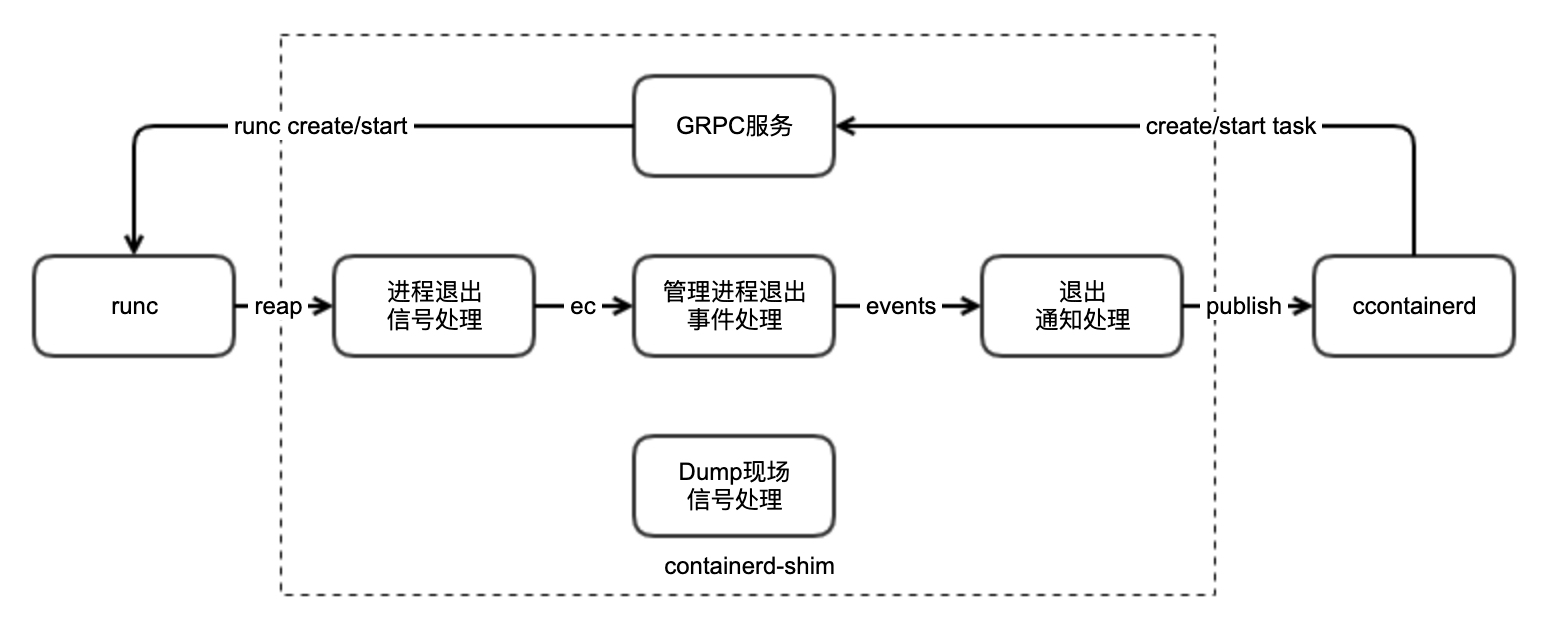 GRPC服务
runc create/start
create/start task
runc
reap
进程退出
信号处理
ec
管理进程退出
事件处理
events
退出
通知处理
publish
ccontainerd
Dump现场
信号处理
containerd-shim